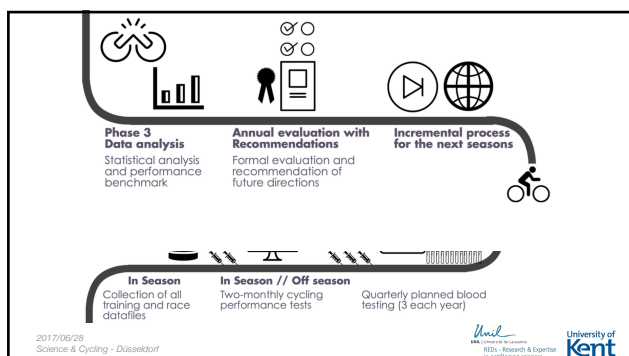 Phase 3
Data analysis
Statistical analysis
and performance
benchmark
Annual evaluation with
Recommendations
Formal evaluation and
recommendation of
future directions
Incremental process
for the next seasons
In Season
Collection of all
training and race
datafiles
In Season // Off season
Two-monthly cycling
performance tests
Quarterly planned blood
testing (3 each year)
2017/06/28
Science & Cycling - Düsseldorf
Unil
UNIL | Université de Lausanne
REDs - Research & Expertise
University of
Kent